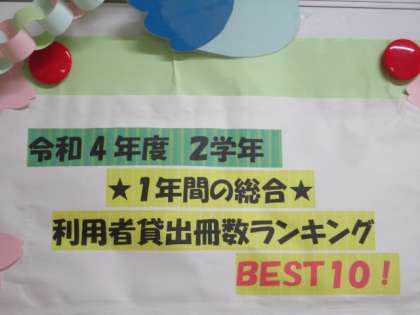 令和４年度 ２学年
★１年間の総合★
利用者貸出冊数ランキング
BEST10！